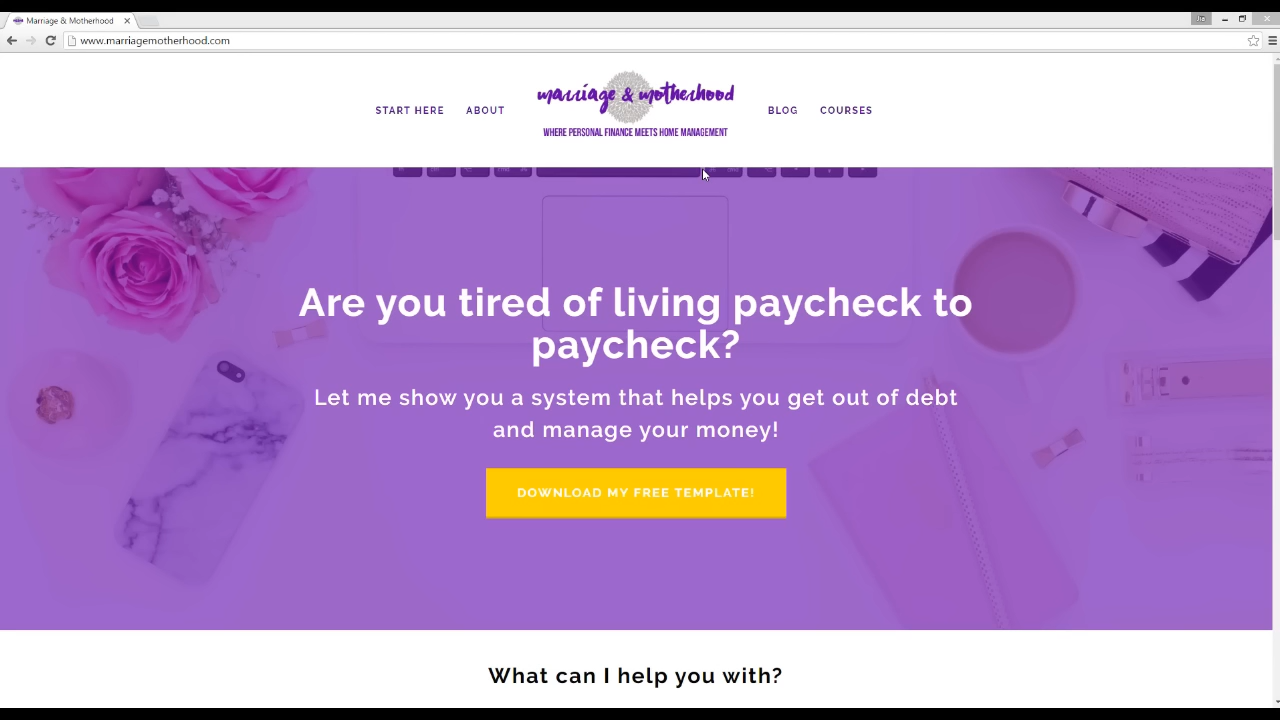 Marriage & Motherhood
www.marriagemotherhood.com
START HERE
ABOUT
marriage & motherhood
WHERE PERSONAL FINANCE MEETS HOME MANAGEMENT
BLOG
COURSES
Are you tired of living paycheck to
paycheck?
Let me show you a system that helps you get out of debt
and manage your money!
DOWNLOAD MY FREE TEMPLATE!
What can I help you with?